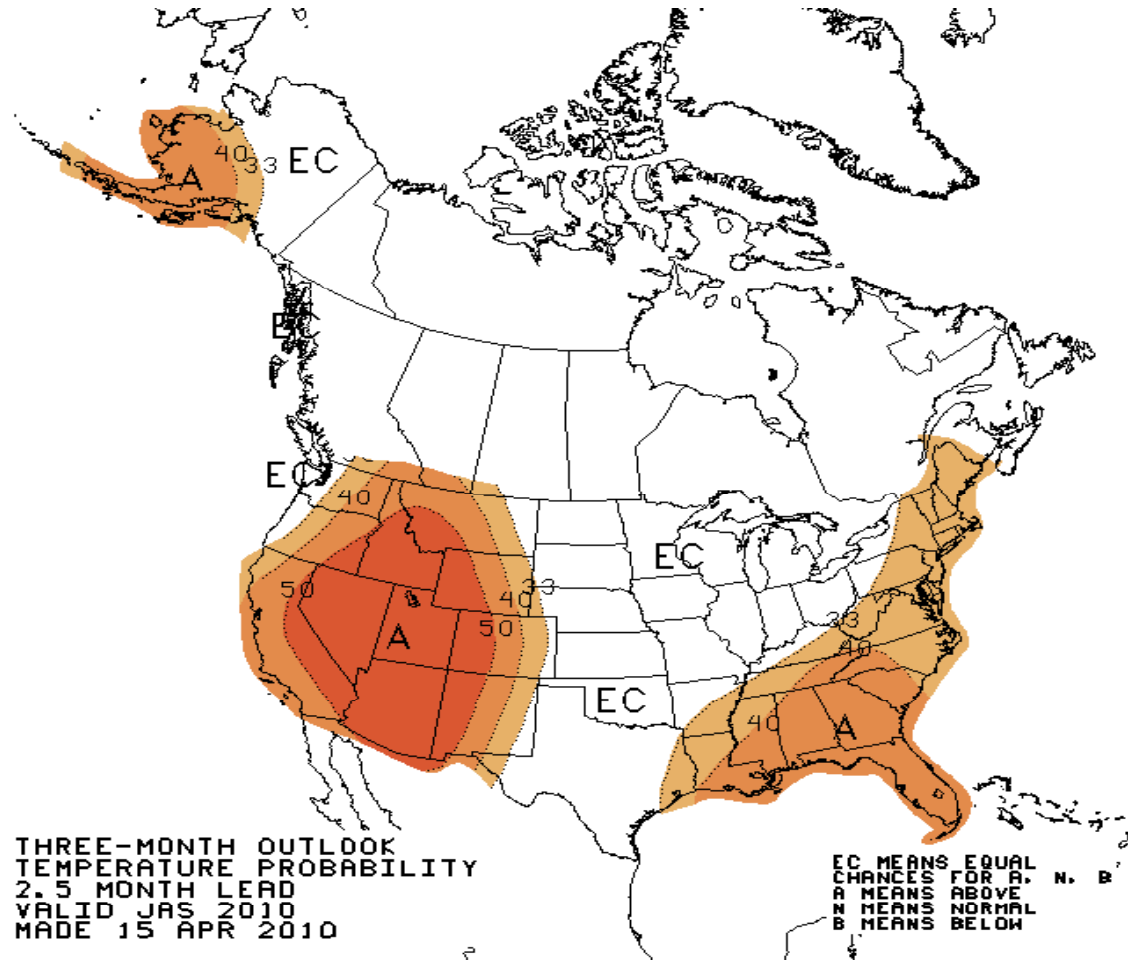 40
33
EC
A
EC
EC
40
EC
50
33
40
50
33
A
40
EC
40
A
THREE-MONTH OUTLOOK
TEMPERATURE PROBABILITY
2.5 MONTH LEAD
VALID JAS 2010
MADE 15 APR 2010
EC MEANS EQUAL
CHANCES FOR A, N, B
A MEANS ABOVE
N MEANS NORMAL
B MEANS BELOW